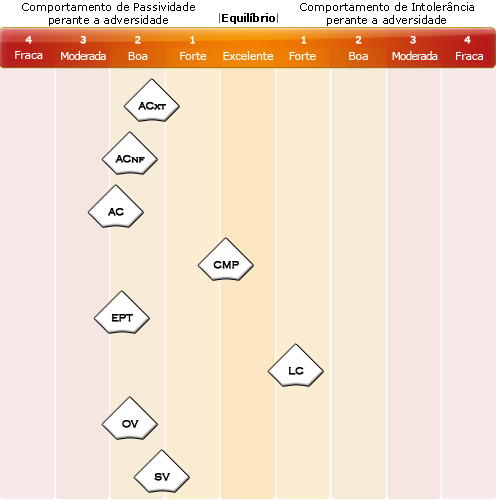 Comportamento de Passividade
perante a adversidade
|Equilíbrio|
Comportamento de Intolerância
perante a adversidade
4 3 2 1 1 2 3 4
Fraca Moderada Boa Forte Excelente Forte Boa Moderada Fraca
ACXT
ACNF
AC
CMP
EPT
LC
OV
SV